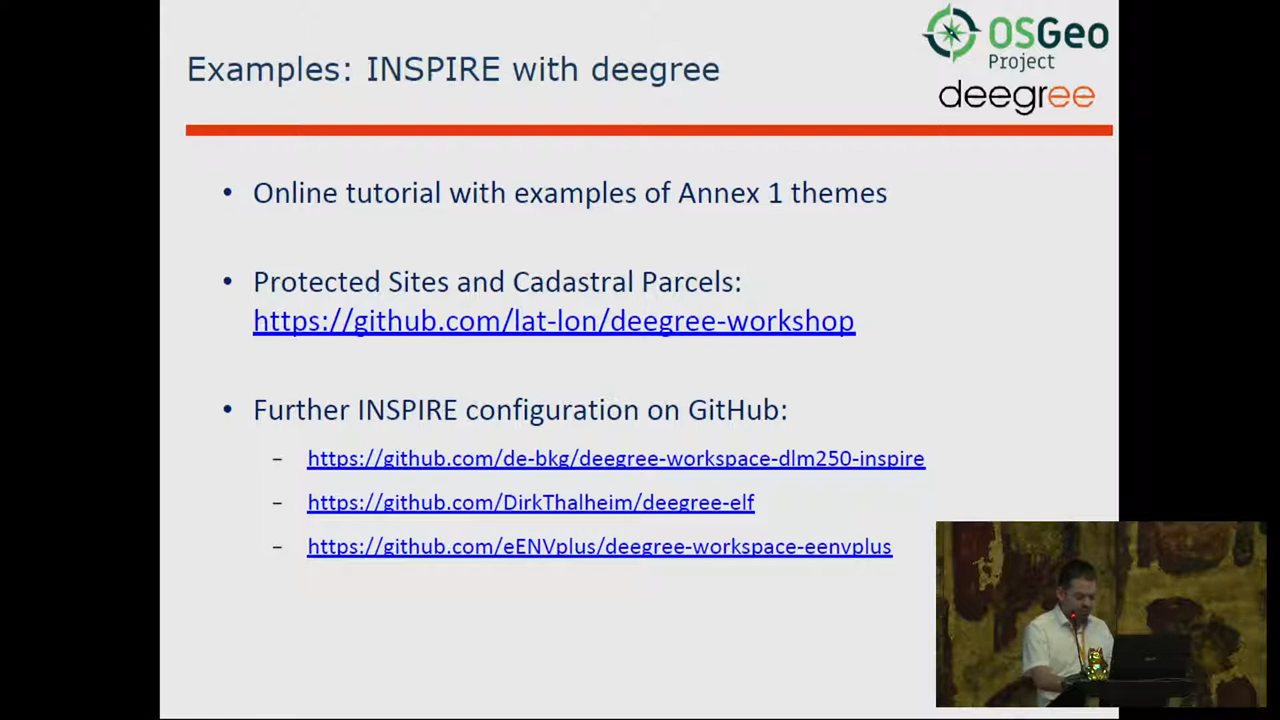 OSGeo
Project
deegree
Examples: INSPIRE with deegree
• Online tutorial with examples of Annex 1 themes
• Protected Sites and Cadastral Parcels:
https://github.com/lat-lon/deegree-workshop
• Further INSPIRE configuration on GitHub:
– https://github.com/de-bkg/deegree-workspace-dlm250-inspire
– https://github.com/DirkThalheim/deegree-elf
– https://github.com/eENVplus/deegree-workspace-eenvplus